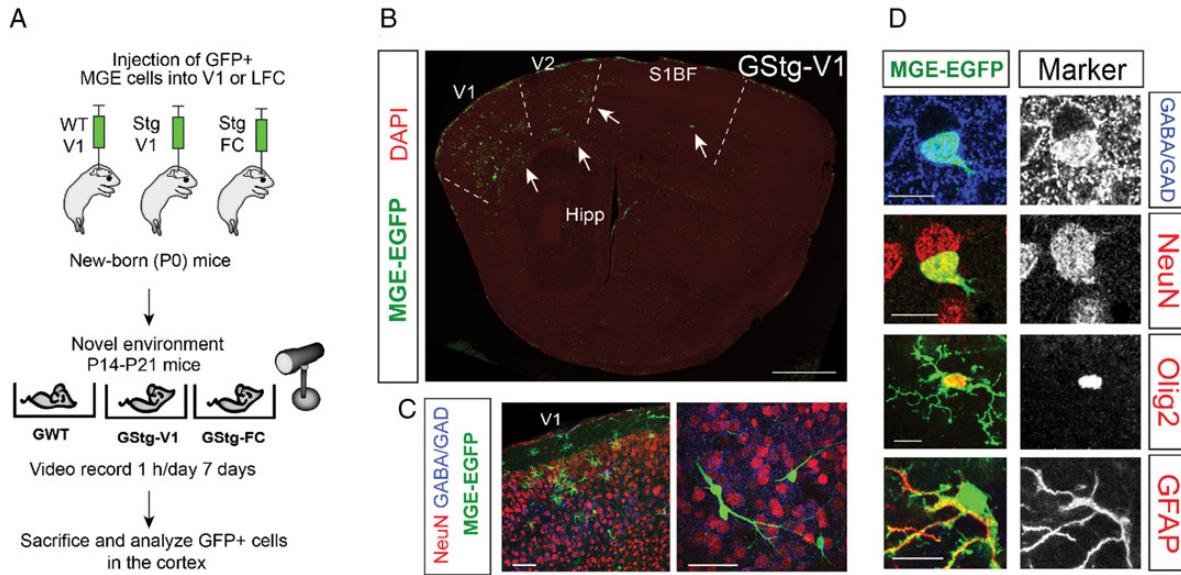 A
Injection of GFP+
MGE cells into V1 or LFC
WT
V1
Stg
V1
Stg
FC
New-born (P0) mice
Novel environment
P14-P21 mice
GWT
GStg-V1
GStg-FC
Video record 1 h/day 7 days
Sacrifice and analyze GFP+ cells
in the cortex
B
MGE-EGFP DAPI
V1
V2
S1BF
GStg-V1
Hipp
C
NeuN GABA/GAD
MGE-EGFP
V1
D
MGE-EGFP
Marker
GABA/GAD
NeuN
Olig2
GFAP